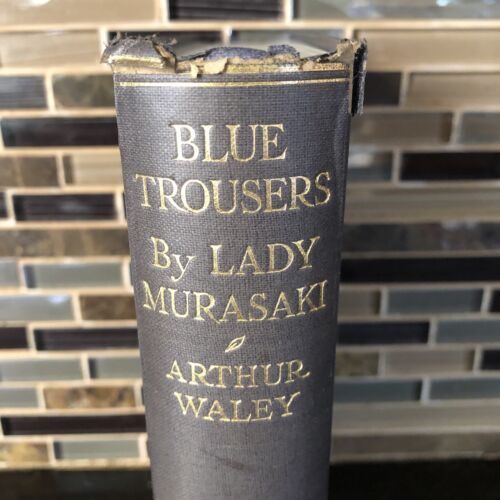 BLUE
TROUSERS
By LADY
MURASAKI
ARTHUR
WALEY